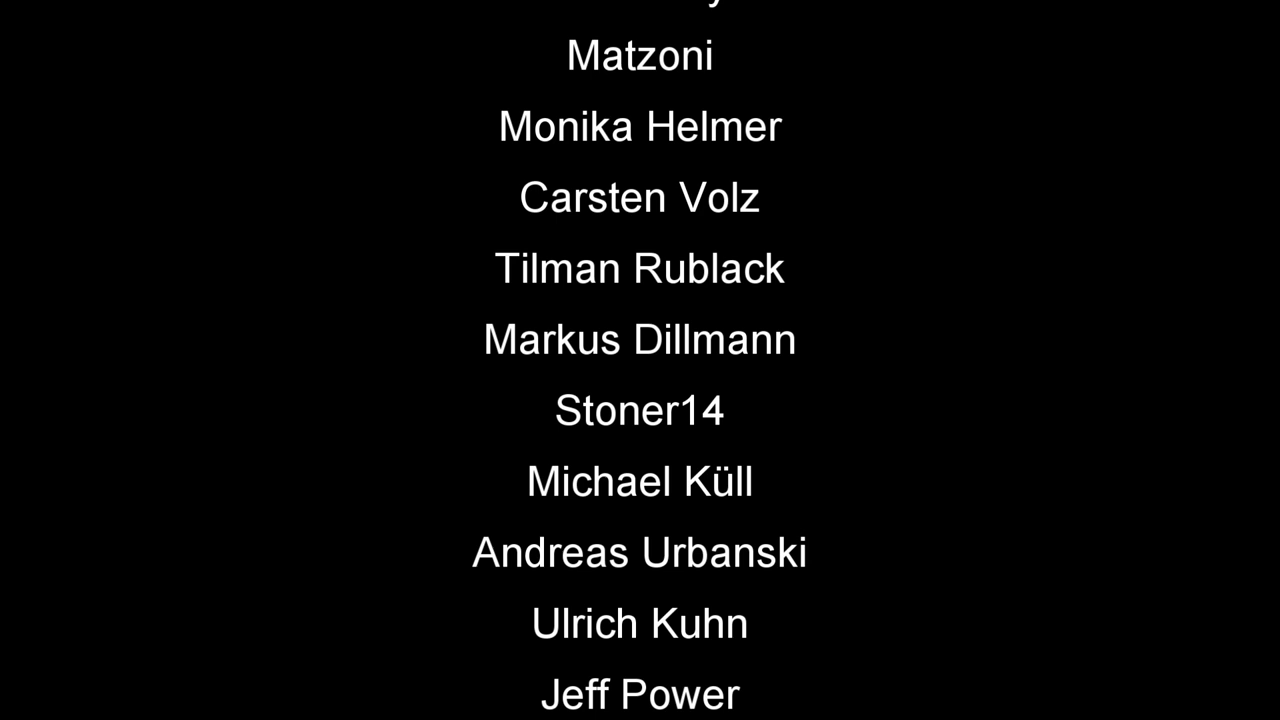 Matzoni
Monika Helmer
Carsten Volz
Tilman Rublack
Markus Dillmann
Stoner14
Michael Küll
Andreas Urbanski
Ulrich Kuhn
Jeff Power